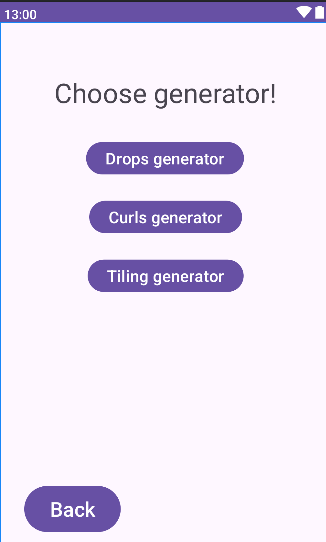 13:00
Choose generator!
Drops generator
Curls generator
Tiling generator
Back